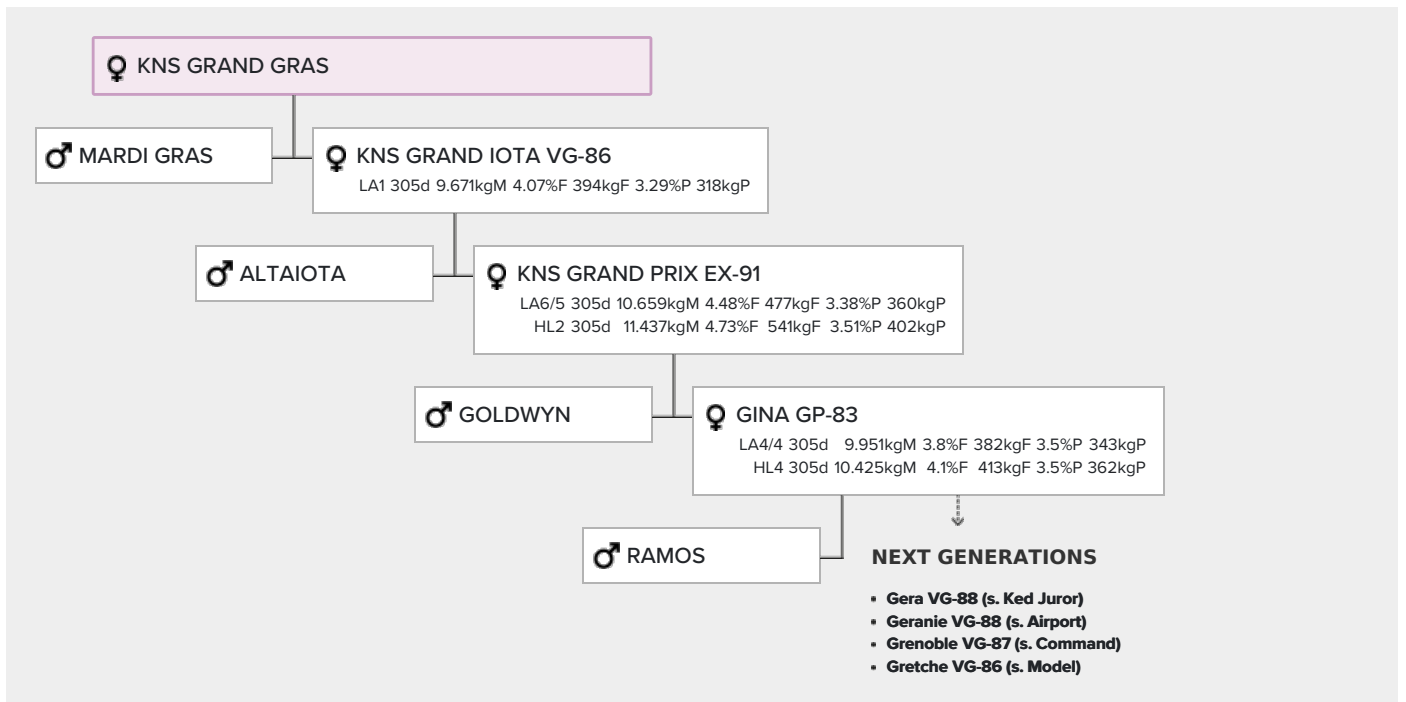 KNS GRAND GRAS
MARDI GRAS
KNS GRAND IOTA VG-86
LA1 305d 9.671kgM 4.07%F 394kgF 3.29%P 318kgP
ALTAIOTA
KNS GRAND PRIX EX-91
LA6/5 305d 10.659kgM 4.48%F 477kgF 3.38%P 360kgP
HL2 305d 11.437kgM 4.73%F 541kgF 3.51%P 402kgP
GOLDWYN
GINA GP-83
LA4/4 305d 9.951kgM 3.8%F 382kgF 3.5%P 343kgP
HL4 305d 10.425kgM 4.1%F 413kgF 3.5%P 362kgP
RAMOS
NEXT GENERATIONS
• Gera VG-88 (s. Ked Juror)
• Geranie VG-88 (s. Airport)
• Grenoble VG-87 (s. Command)
• Gretche VG-86 (s. Model)